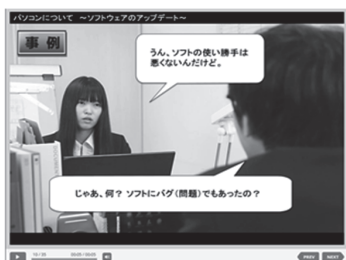 パソコンについて ～ソフトウェアのアップデート～
事例
うん、ソフトの使い勝手は
悪くないんだけど。
じゃあ、何？ ソフトにバグ（問題）でもあったの？
PREV
NEXT